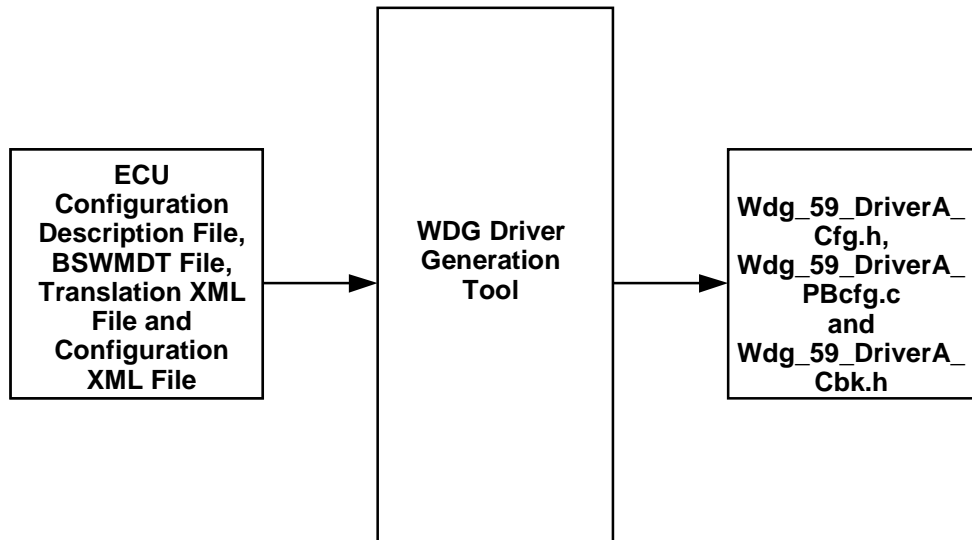 ECU
Configuration
Description File,
BSWMDT File,
Translation XML
File and
Configuration
XML File
WDG Driver
Generation
Tool
Wdg_59_DriverA_
Cfg.h,
Wdg_59_DriverA_
PBcfg.c
and
Wdg_59_DriverA_
Cbk.h